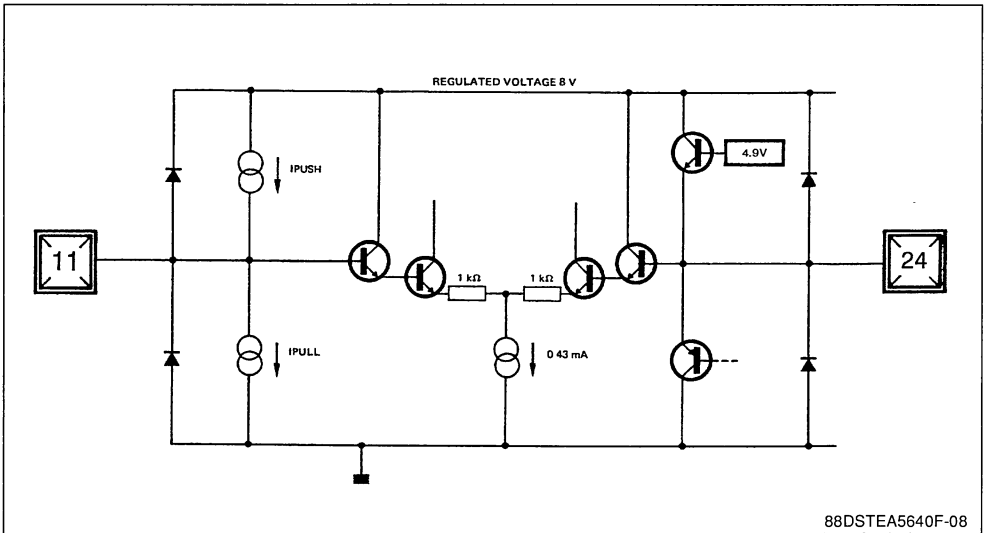 REGULATED VOLTAGE 8 V
4.9V
IPUSH
11
1 kΩ
1 kΩ
24
IPULL
0 43 mA
88DSTEA5640F-08